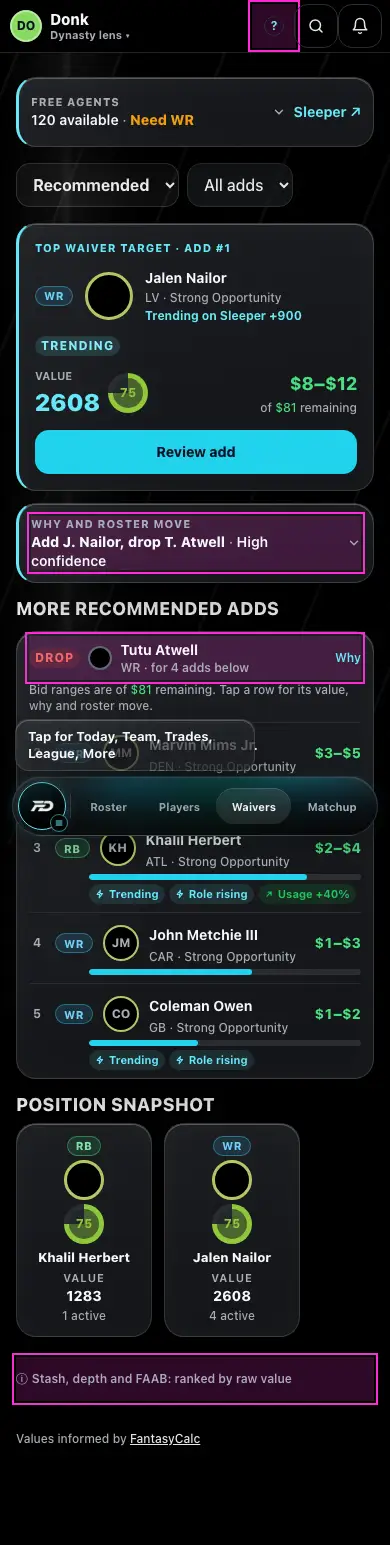 DO
Donk
Dynasty lens ▾
?
FREE AGENTS
120 available · Need WR
Sleeper ↗
Recommended
All adds
TOP WAIVER TARGET · ADD #1
WR
Jalen Nailor
LV · Strong Opportunity
Trending on Sleeper +900
TRENDING
VALUE
2608
75
$8–$12
of $81 remaining
Review add
WHY AND ROSTER MOVE
Add J. Nailor, drop T. Atwell · High
confidence
MORE RECOMMENDED ADDS
DROP
Tutu Atwell
WR · for 4 adds below
Why
Bid ranges are of $81 remaining. Tap a row for its value,
why and roster move.
Tap for Today, Team, Trades,
League, More
MM
Marvin Mims Jr.
DEN · Strong Opportunity
$3–$5
Roster
Players
Waivers
Matchup
3
RB
KH
Khalil Herbert
ATL · Strong Opportunity
$2–$4
Trending
Role rising
↗ Usage +40%
4
WR
JM
John Metchie III
CAR · Strong Opportunity
$1–$3
5
WR
CO
Coleman Owen
GB · Strong Opportunity
$1–$2
Trending
Role rising
POSITION SNAPSHOT
RB
75
Khalil Herbert
VALUE
1283
1 active
WR
75
Jalen Nailor
VALUE
2608
4 active
ⓘ Stash, depth and FAAB: ranked by raw value
Values informed by FantasyCalc